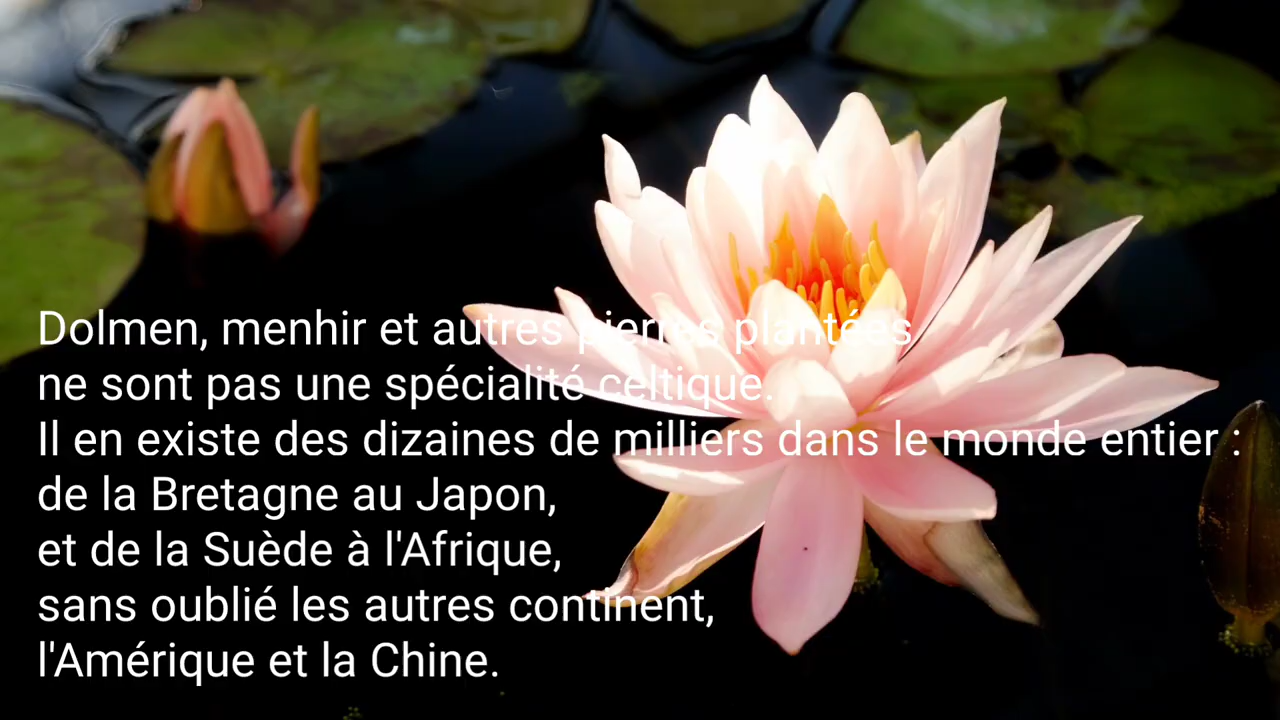 Dolmen, menhir et autres pierres plantées
ne sont pas une spécialité celtique.
Il en existe des dizaines de milliers dans le monde entier :
de la Bretagne au Japon,
et de la Suède à l'Afrique,
sans oublié les autres continent,
l'Amérique et la Chine.